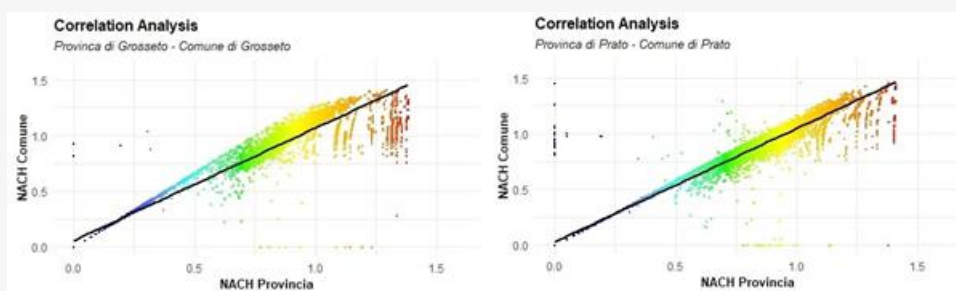 Correlation Analysis
Provinca di Grosseto - Comune di Grosseto
NACH Comune
1.5
1.0
0.5
0.0
0.0 0.5 1.0 1.5
NACH Provincia
Correlation Analysis
Provinca di Prato - Comune di Prato
NACH Comune
1.5
1.0
0.5
0.0
0.0 0.5 1.0 1.5
NACH Provincia